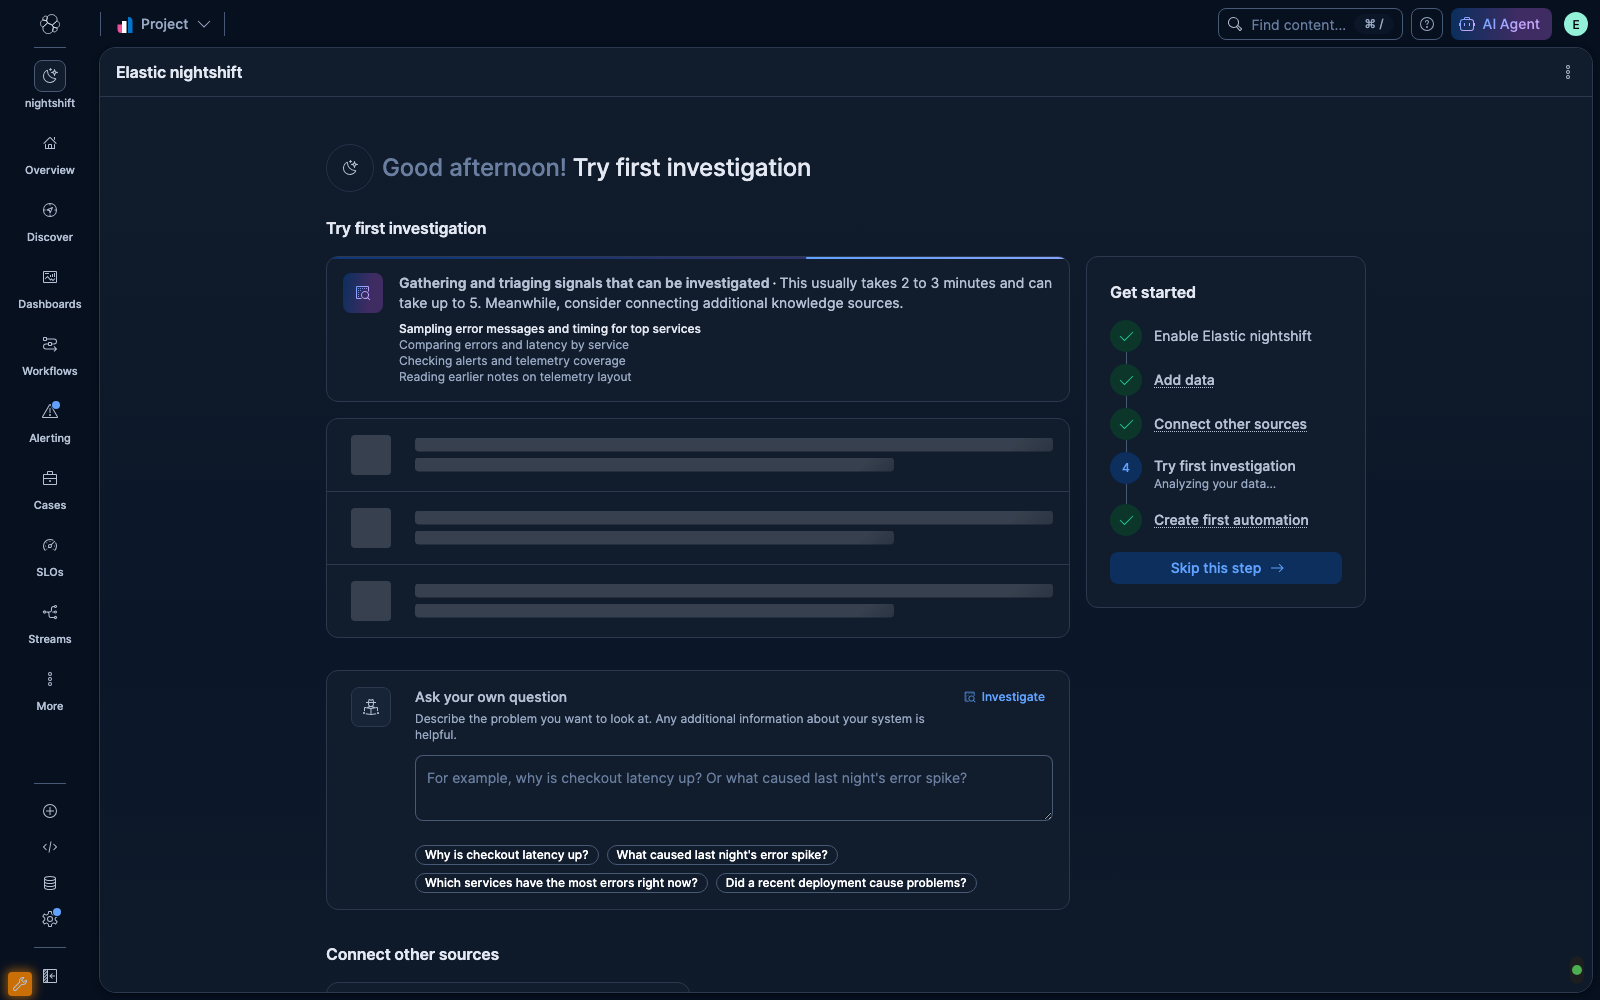 Project
Find content...
⌘ /
AI Agent
E
nightshift
Overview
Discover
Dashboards
Workflows
Alerting
Cases
SLOs
Streams
More
Elastic nightshift
Good afternoon! Try first investigation
Try first investigation
Gathering and triaging signals that can be investigated · This usually takes 2 to 3 minutes and can
take up to 5. Meanwhile, consider connecting additional knowledge sources.
Sampling error messages and timing for top services
Comparing errors and latency by service
Checking alerts and telemetry coverage
Reading earlier notes on telemetry layout
Get started
Enable Elastic nightshift
Add data
Connect other sources
4
Try first investigation
Analyzing your data...
Create first automation
Skip this step
Ask your own question
Investigate
Describe the problem you want to look at. Any additional information about your system is
helpful.
For example, why is checkout latency up? Or what caused last night's error spike?
Why is checkout latency up?
What caused last night's error spike?
Which services have the most errors right now?
Did a recent deployment cause problems?
Connect other sources